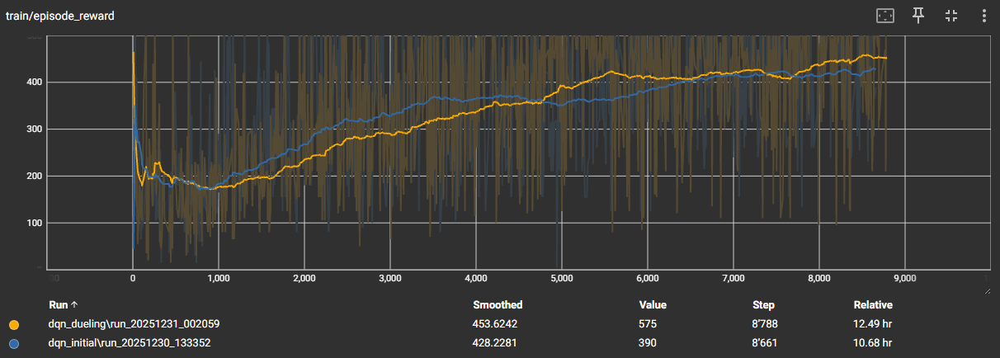 train/episode_reward
400
300
200
100
0 1,000 2,000 3,000 4,000 5,000 6,000 7,000 8,000 9,000
Run ↑ Smoothed Value Step Relative
dqn_dueling\run_20251231_002059 453.6242 575 8'788 12.49 hr
dqn_initial\run_20251230_133352 428.2281 390 8'661 10.68 hr